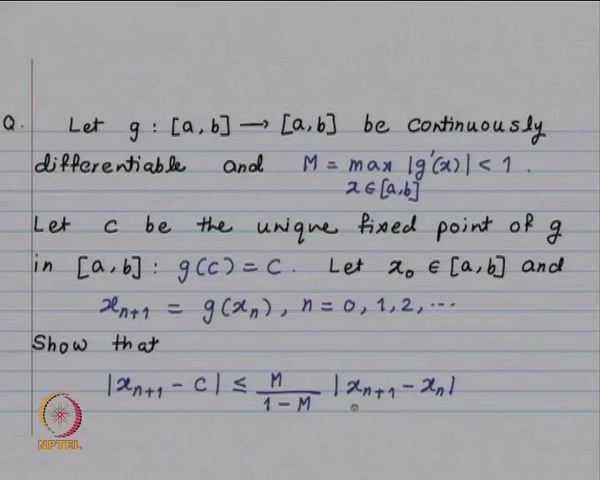 Q. Let g : [a, b] → [a, b] be continuously
differentiable and M = max |g'(x)| < 1.
x ∈ [a, b]
Let c be the unique fixed point of g
in [a, b] : g(c) = c. Let x₀ ∈ [a, b] and
xₙ₊₁ = g(xₙ), n = 0, 1, 2, ⋯
Show that
|xₙ₊₁ - c| ≤ M / (1 - M) |xₙ₊₁ - xₙ|
NPTEL